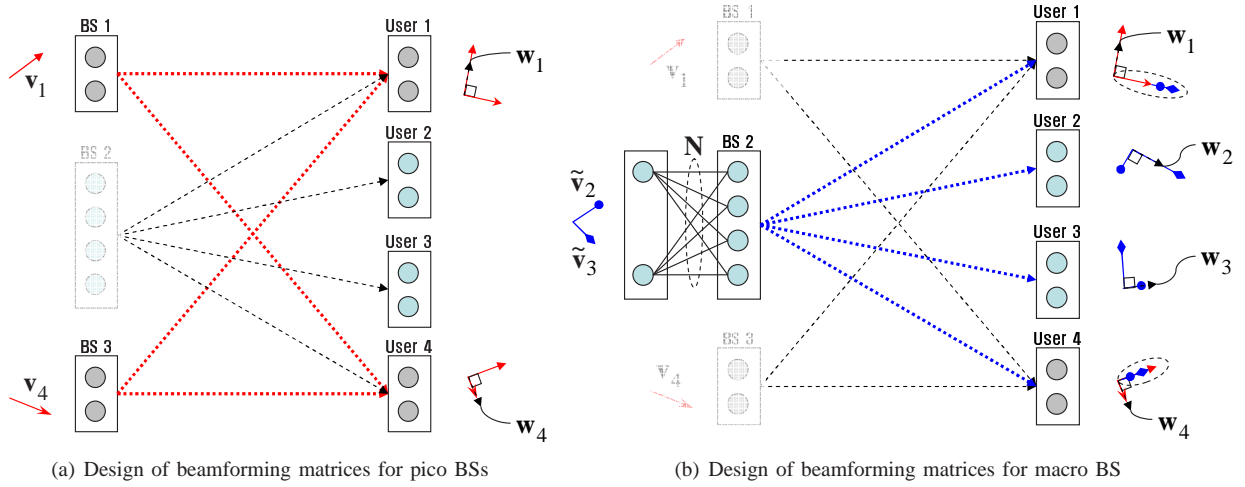 BS 1
User 1
v1
w1
User 2
BS 2
User 3
BS 3
User 4
v4
w4
(a) Design of beamforming matrices for pico BSs
BS 1
User 1
w1
User 2
N
BS 2
w2
ṽ2
ṽ3
User 3
w3
BS 3
User 4
v4
w4
(b) Design of beamforming matrices for macro BS